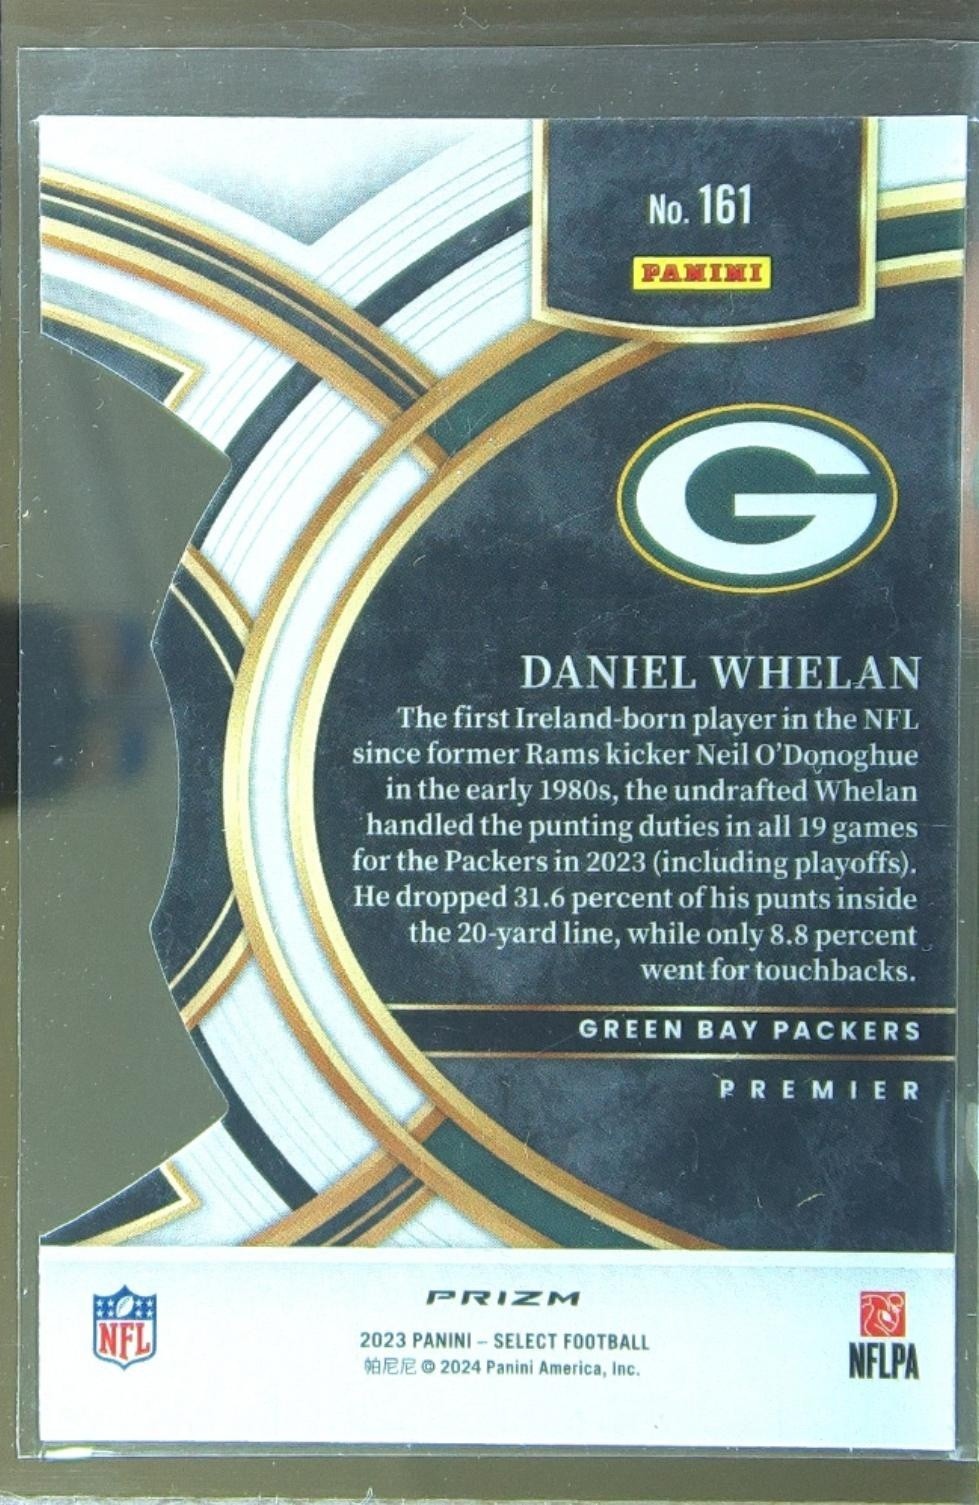 No. 161
PANINI
G
DANIEL WHELAN
The first Ireland-born player in the NFL
since former Rams kicker Neil O'Donoghue
in the early 1980s, the undrafted Whelan
handled the punting duties in all 19 games
for the Packers in 2023 (including playoffs).
He dropped 31.6 percent of his punts inside
the 20-yard line, while only 8.8 percent
went for touchbacks.
GREEN BAY PACKERS
PREMIER
PRIZM
NFL
2023 PANINI – SELECT FOOTBALL
帕尼尼 © 2024 Panini America, Inc.
NFLPA